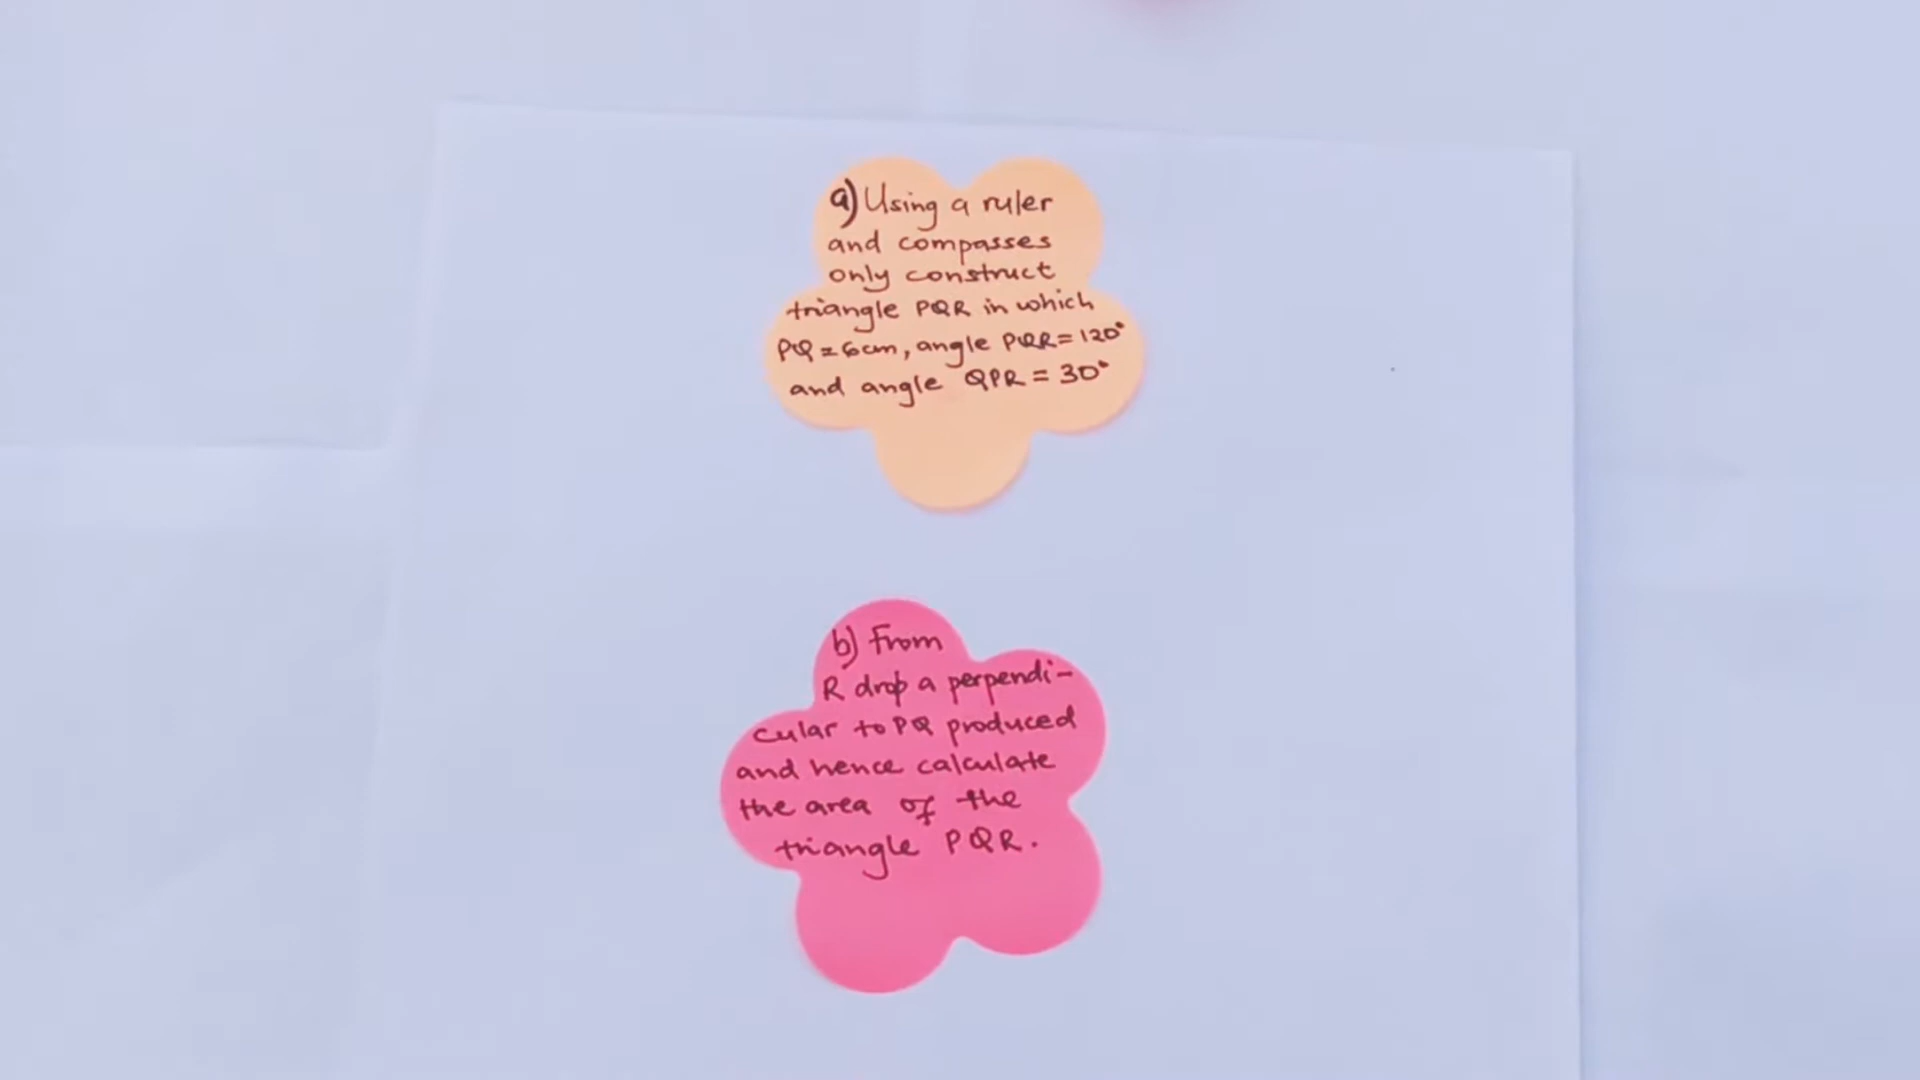 a) Using a ruler
and compasses
only construct
triangle PQR in which
PQ = 6cm, angle PQR = 120°
and angle QPR = 30°
b) From
R drop a perpendi-
cular to PQ produced
and hence calculate
the area of the
triangle PQR.